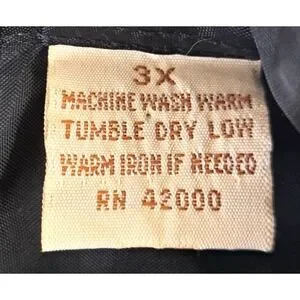 3X
MACHINE WASH WARM
TUMBLE DRY LOW
WARM IRON IF NEEDED
RN 42000